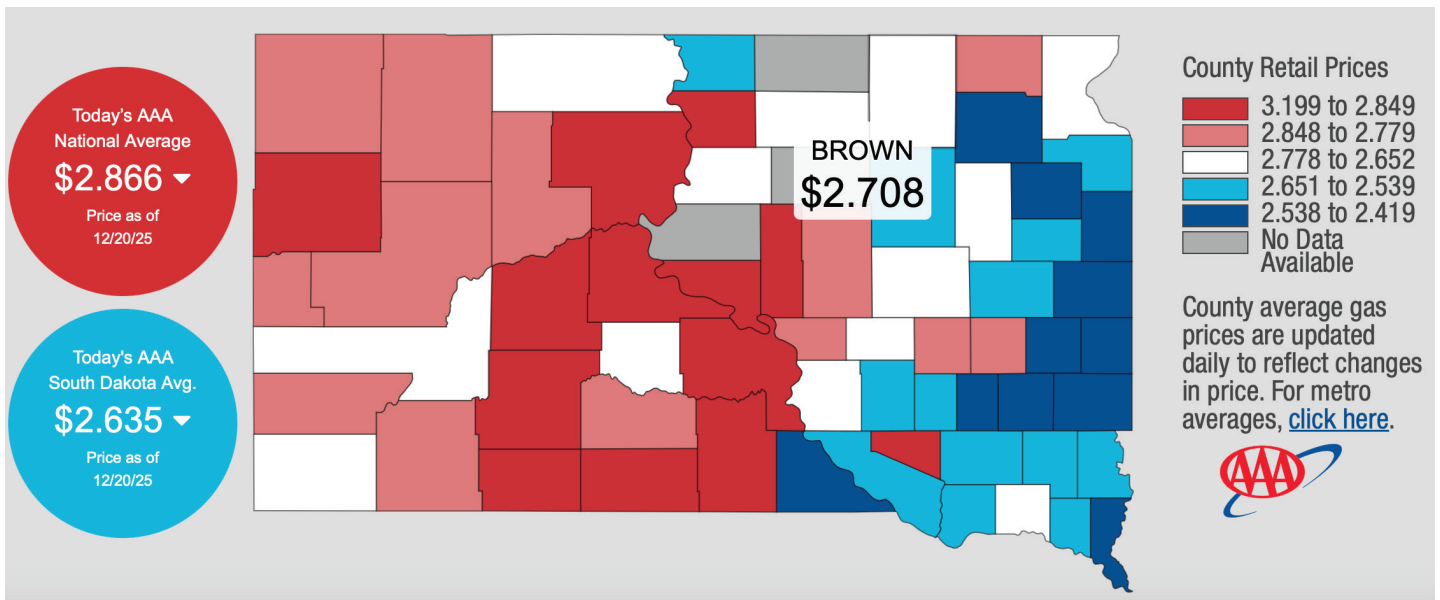 Today's AAA
National Average
$2.866
Price as of
12/20/25
Today's AAA
South Dakota Avg.
$2.635
Price as of
12/20/25
BROWN
$2.708
County Retail Prices
3.199 to 2.849
2.848 to 2.779
2.778 to 2.652
2.651 to 2.539
2.538 to 2.419
No Data
Available
County average gas
prices are updated
daily to reflect changes
in price. For metro
averages, click here.
AAA